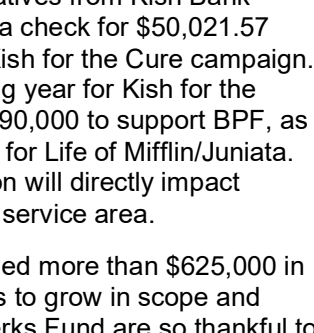 atives from Kish Bank
a check for $50,021.57
ish for the Cure campaign.
g year for Kish for the
90,000 to support BPF, as
for Life of Mifflin/Juniata.
on will directly impact
service area.
ed more than $625,000 in
s to grow in scope and
erks Fund are so thankful to